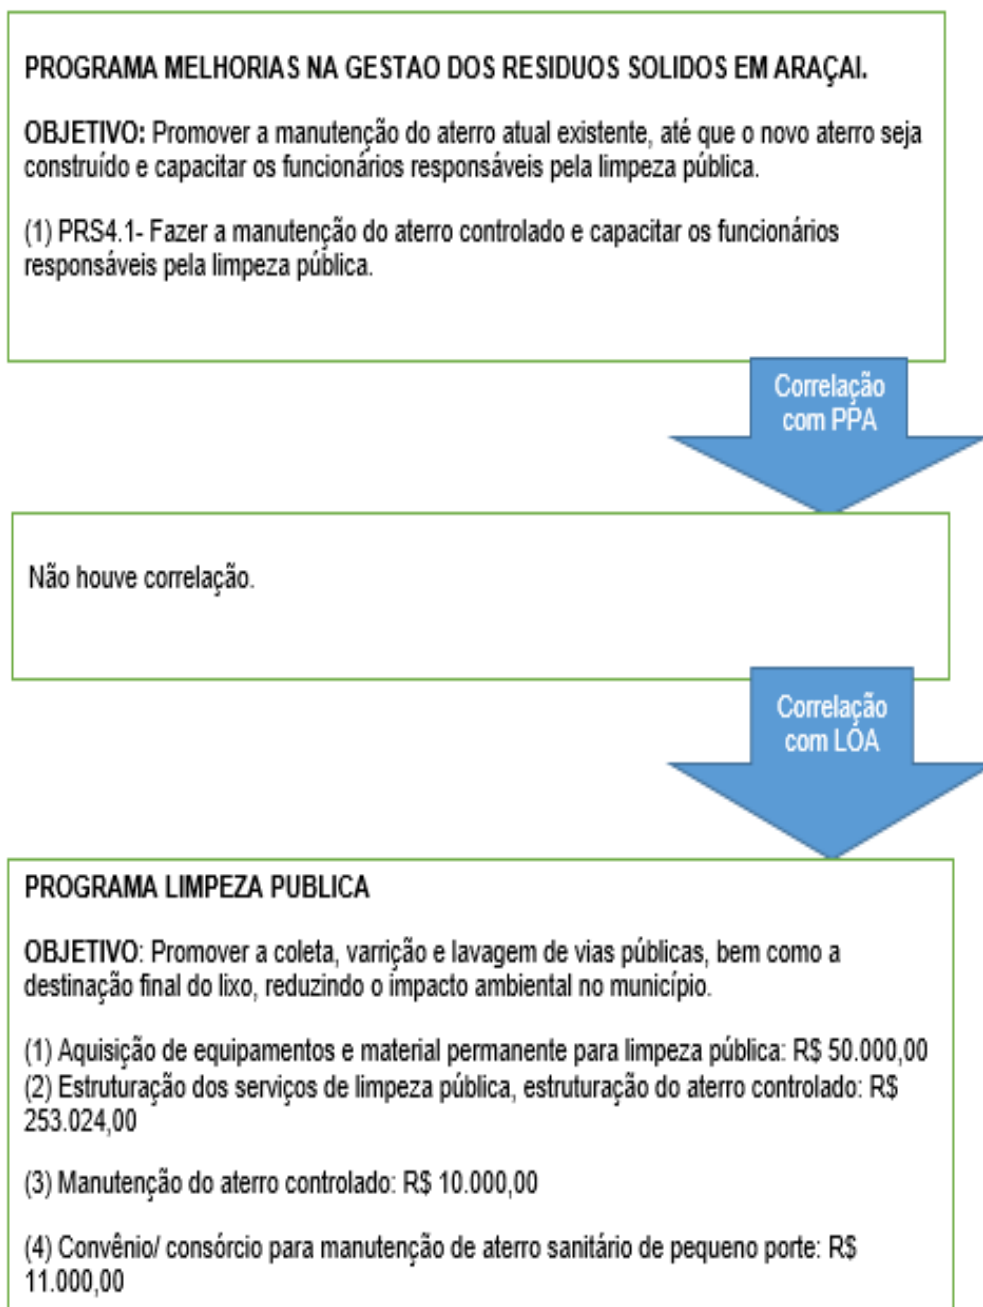 PROGRAMA MELHORIAS NA GESTAO DOS RESIDUOS SOLIDOS EM ARAÇAI.
OBJETIVO: Promover a manutenção do aterro atual existente, até que o novo aterro seja
construído e capacitar os funcionários responsáveis pela limpeza pública.
(1) PRS4.1- Fazer a manutenção do aterro controlado e capacitar os funcionários
responsáveis pela limpeza pública.
Correlação
com PPA
Não houve correlação.
Correlação
com LOA
PROGRAMA LIMPEZA PUBLICA
OBJETIVO: Promover a coleta, varrição e lavagem de vias públicas, bem como a
destinação final do lixo, reduzindo o impacto ambiental no município.
(1) Aquisição de equipamentos e material permanente para limpeza pública: R$ 50.000,00
(2) Estruturação dos serviços de limpeza pública, estruturação do aterro controlado: R$
253.024,00
(3) Manutenção do aterro controlado: R$ 10.000,00
(4) Convênio/ consórcio para manutenção de aterro sanitário de pequeno porte: R$
11.000,00